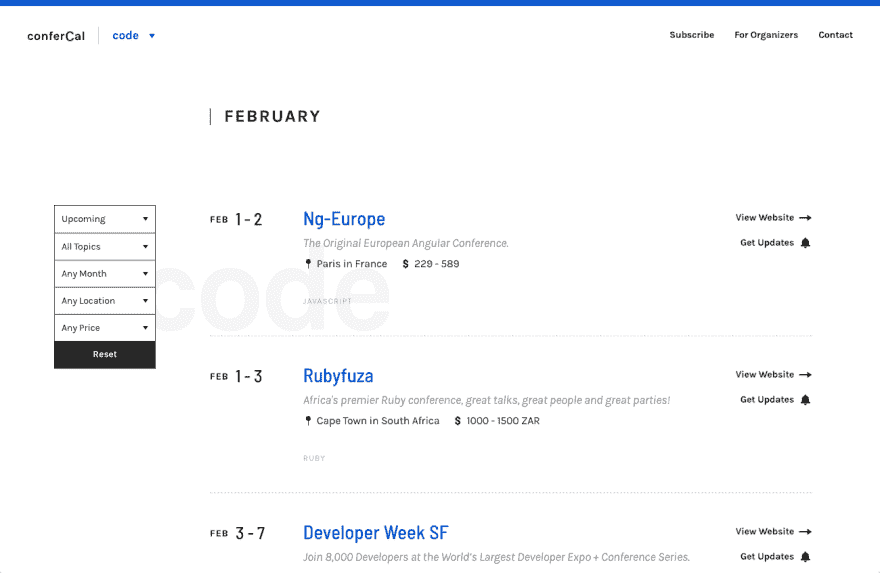 conferCal code Subscribe For Organizers Contact
FEBRUARY
Upcoming
All Topics
Any Month
Any Location
Any Price
Reset
code
FEB 1 - 2 Ng-Europe View Website
The Original European Angular Conference. Get Updates
Paris in France $ 229 - 589
JAVASCRIPT
FEB 1 - 3 Rubyfuza View Website
Africa's premier Ruby conference, great talks, great people and great parties! Get Updates
Cape Town in South Africa $ 1000 - 1500 ZAR
RUBY
FEB 3 - 7 Developer Week SF View Website
Join 8,000 Developers at the World's Largest Developer Expo + Conference Series. Get Updates